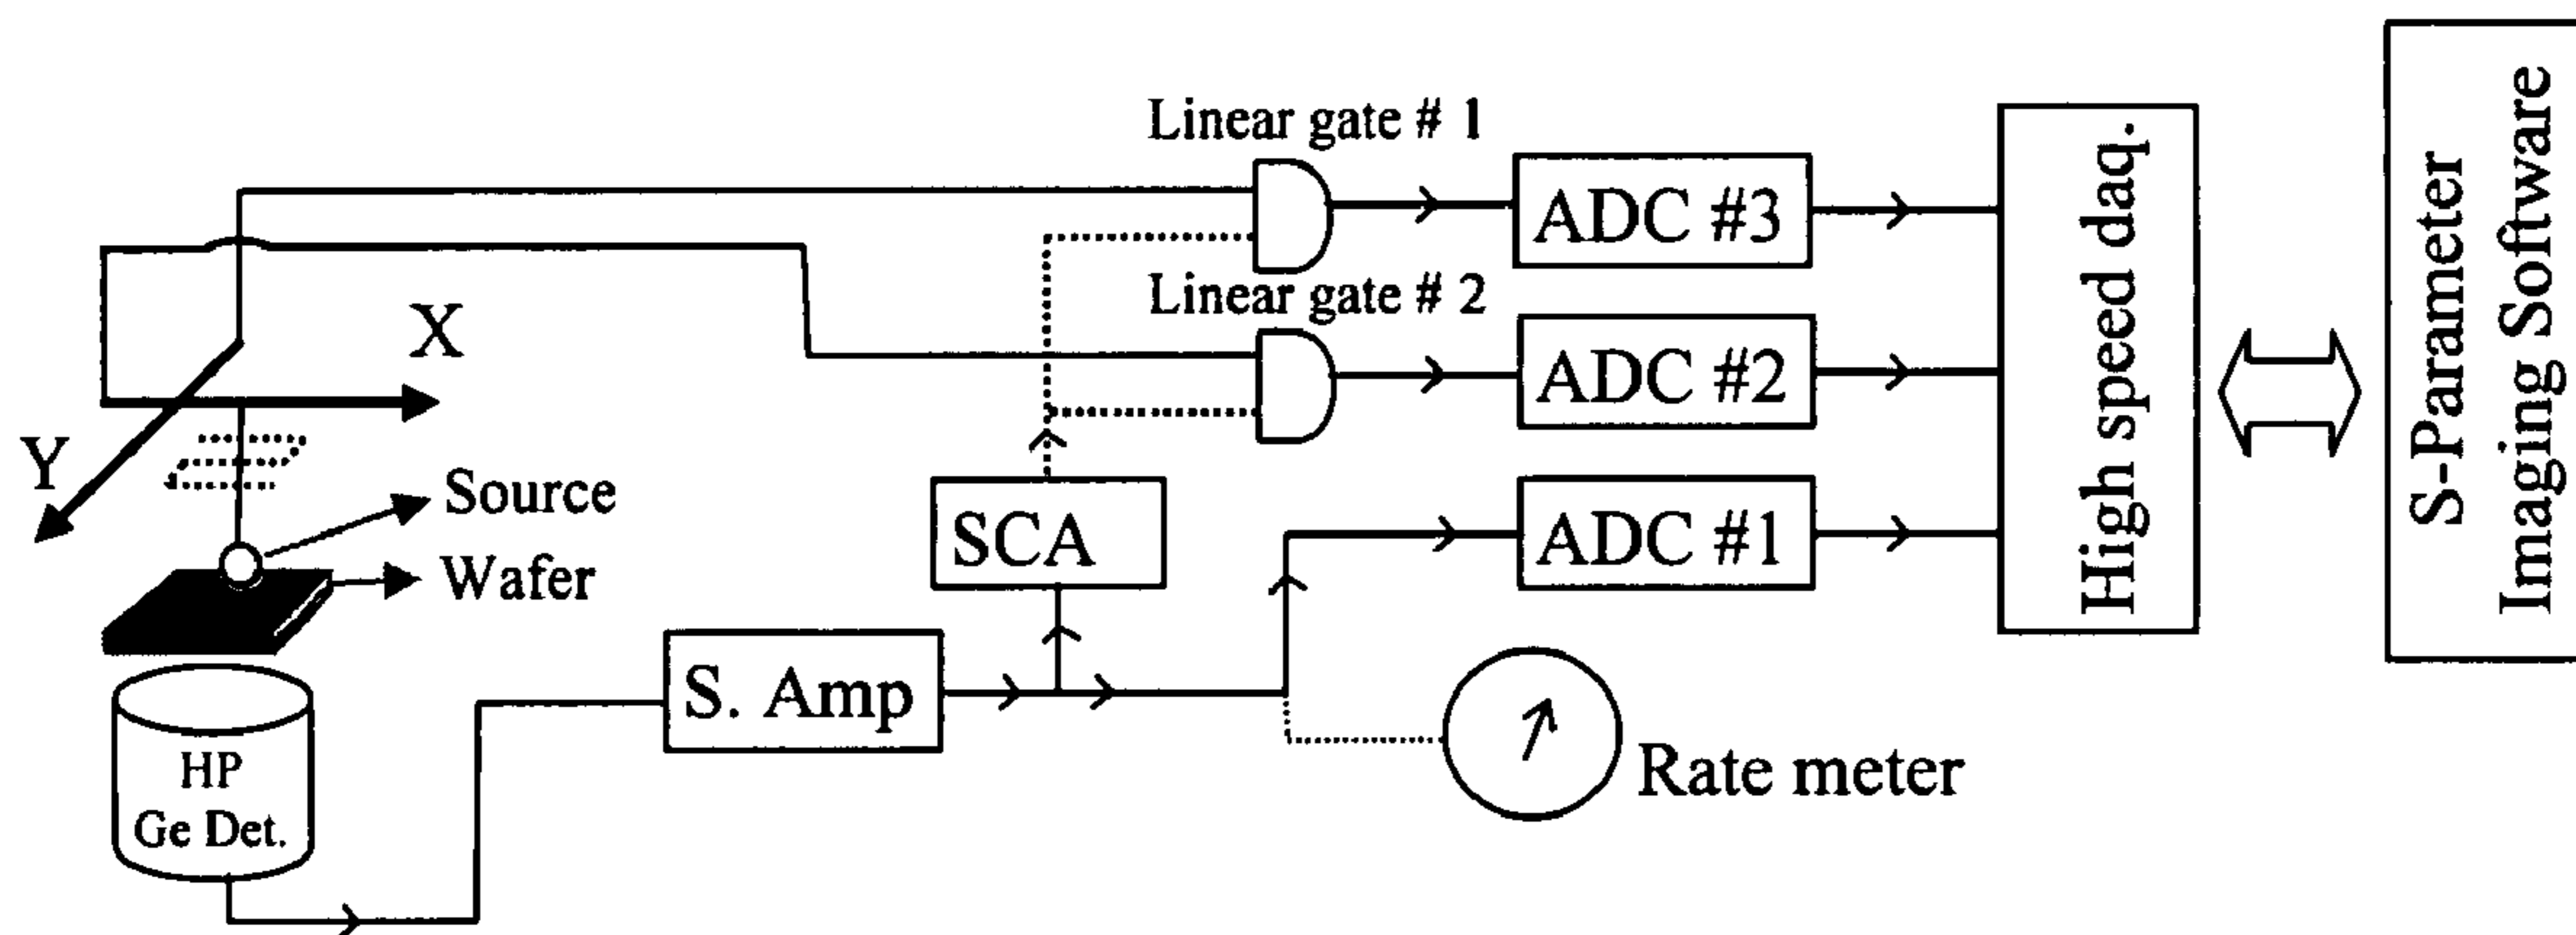 Linear gate # 1
ADC #3
High speed daq.
S-Parameter
Imaging Software
Linear gate # 2
X
ADC #2
Y
Source
SCA
ADC #1
Wafer
S. Amp
HP
Ge Det.
Rate meter